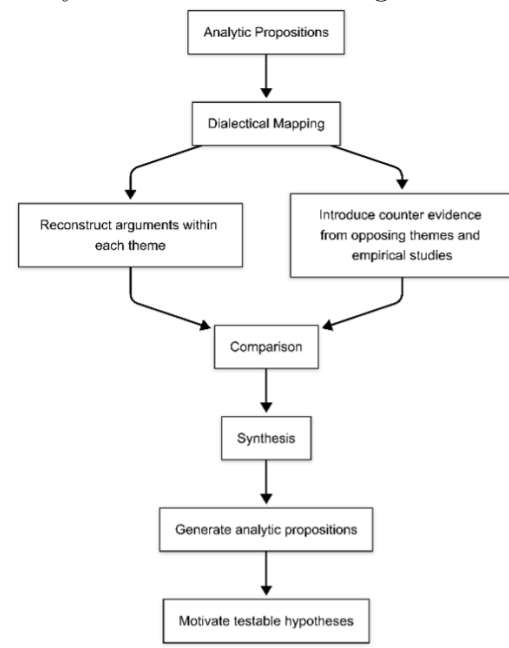 Analytic Propositions
Dialectical Mapping
Reconstruct arguments within
each theme
Introduce counter evidence
from opposing themes and
empirical studies
Comparison
Synthesis
Generate analytic propositions
Motivate testable hypotheses